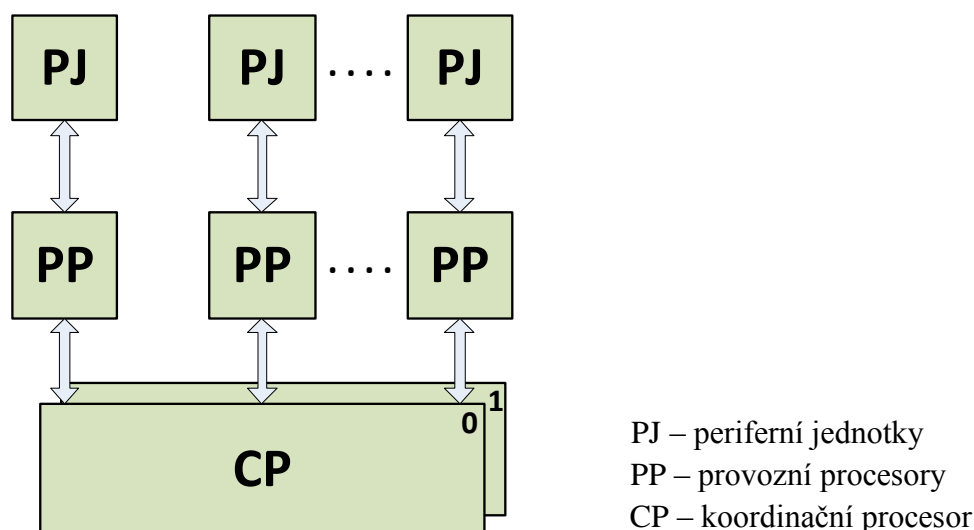 PJ PJ .... PJ
PP PP .... PP
1
0
CP
PJ – periferní jednotky
PP – provozní procesory
CP – koordinační procesor